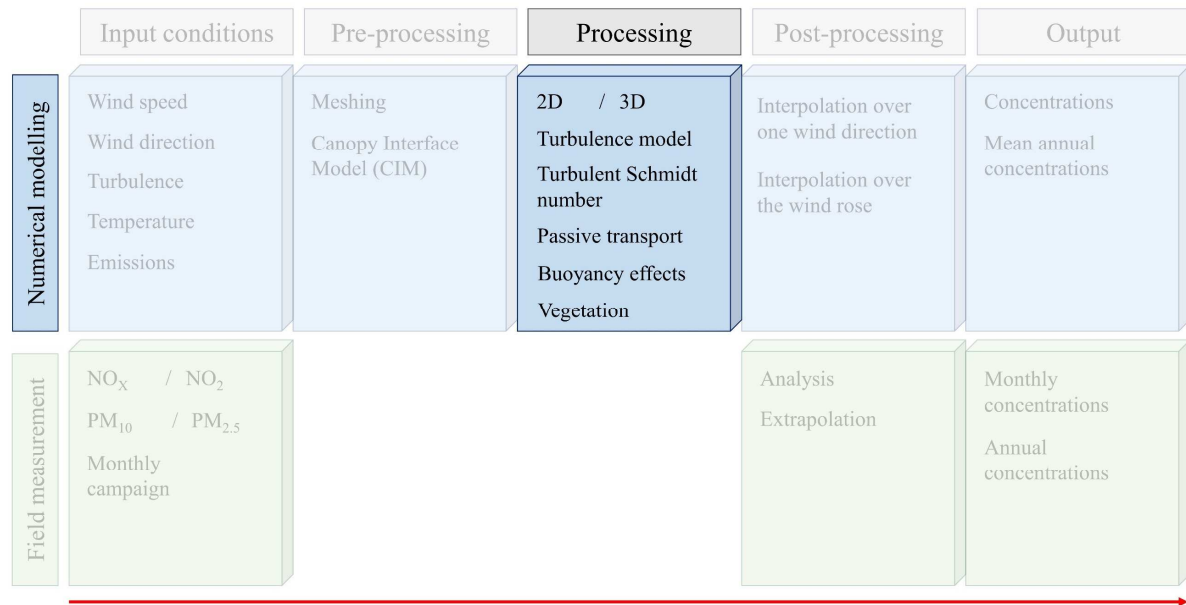 Input conditions
Pre-processing
Processing
Post-processing
Output
Numerical modelling
Wind speed
Wind direction
Turbulence
Temperature
Emissions
Meshing
Canopy Interface
Model (CIM)
2D / 3D
Turbulence model
Turbulent Schmidt
number
Passive transport
Buoyancy effects
Vegetation
Interpolation over
one wind direction
Interpolation over
the wind rose
Concentrations
Mean annual
concentrations
Field measurement
NOX / NO2
PM10 / PM2.5
Monthly
campaign
Analysis
Extrapolation
Monthly
concentrations
Annual
concentrations